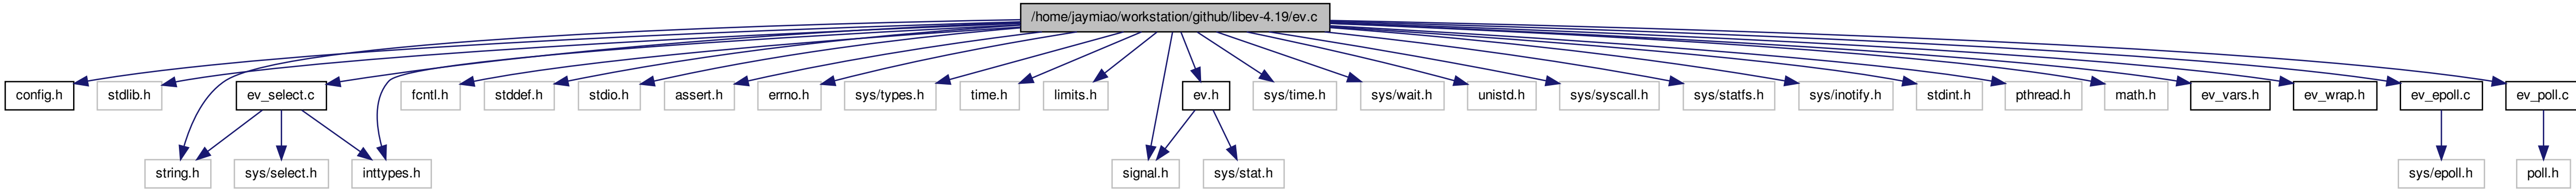 /home/jaymiao/workstation/github/libev-4.19/ev.c
config.h
stdlib.h
ev_select.c
fcntl.h
stddef.h
stdio.h
assert.h
errno.h
sys/types.h
time.h
limits.h
ev.h
sys/time.h
sys/wait.h
unistd.h
sys/syscall.h
sys/statfs.h
sys/inotify.h
stdint.h
pthread.h
math.h
ev_vars.h
ev_wrap.h
ev_epoll.c
ev_poll.c
string.h
sys/select.h
inttypes.h
signal.h
sys/stat.h
sys/epoll.h
poll.h